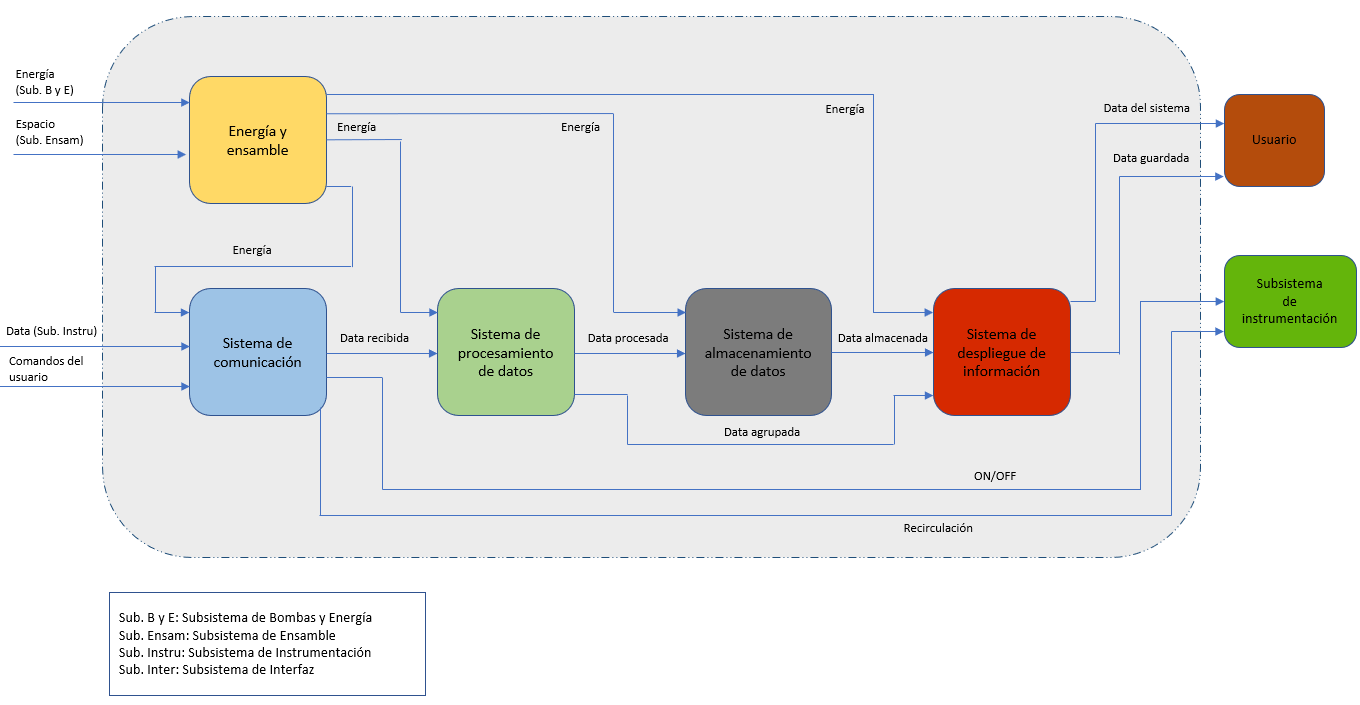 Energía
(Sub. B y E)
Espacio
(Sub. Ensam)
Energía y
ensamble
Energía
Energía
Energía
Data del sistema
Data guardada
Usuario
Energía
Subsistema
de
instrumentación
Data (Sub. Instru)
Comandos del
usuario
Sistema de
comunicación
Data recibida
Sistema de
procesamiento
de datos
Data procesada
Sistema de
almacenamiento
de datos
Data almacenada
Sistema de
despliegue de
información
Data agrupada
ON/OFF
Recirculación
Sub. B y E: Subsistema de Bombas y Energía
Sub. Ensam: Subsistema de Ensamble
Sub. Instru: Subsistema de Instrumentación
Sub. Inter: Subsistema de Interfaz